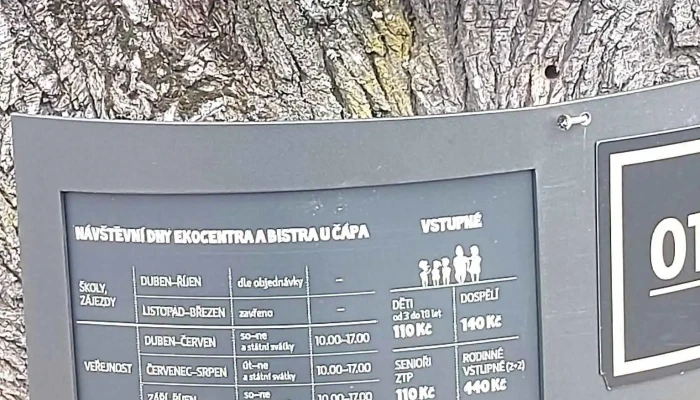 NÁVŠTĚVNÍ DNY EKOCENTRA A BISTRA U ČÁPA
ŠKOLY, ZÁJEZDY
DUBEN–ŘÍJEN dle objednávky –
LISTOPAD–BŘEZEN zavřeno –
VEŘEJNOST
DUBEN–ČERVEN so–ne a státní svátky 10.00–17.00
ČERVENEC–SRPEN út–ne a státní svátky 10.00–17.00
ZÁŘÍ–ŘÍJEN so–ne 10.00–17.00
VSTUPNÉ
DĚTI
od 3 do 18 let
110 Kč
DOSPĚLÍ
140 Kč
SENIOŘI
ZTP
110 Kč
RODINNÉ
VSTUPNÉ (2+2)
440 Kč
01